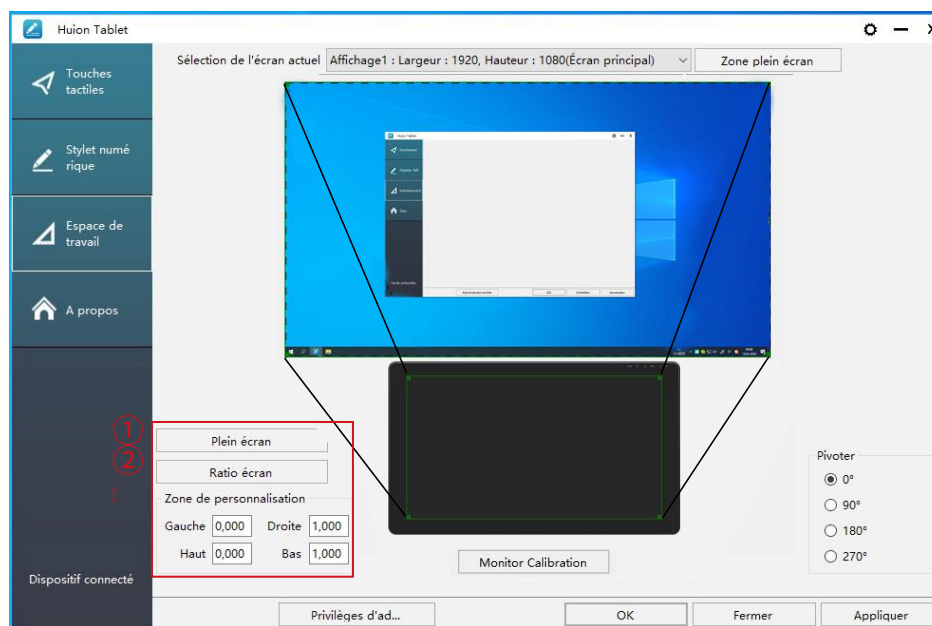 Huion Tablet
Sélection de l'écran actuel Affichage1 : Largeur : 1920, Hauteur : 1080(Écran principal) Zone plein écran
Touches
tactiles
Stylet numé
rique
Espace de
travail
A propos
Huion Tablet
① Plein écran
② Ratio écran
Zone de personnalisation
Gauche 0,000 Droite 1,000
Haut 0,000 Bas 1,000
Pivoter
0°
90°
180°
270°
Monitor Calibration
Dispositif connecté
Privilèges d'ad... OK Fermer Appliquer